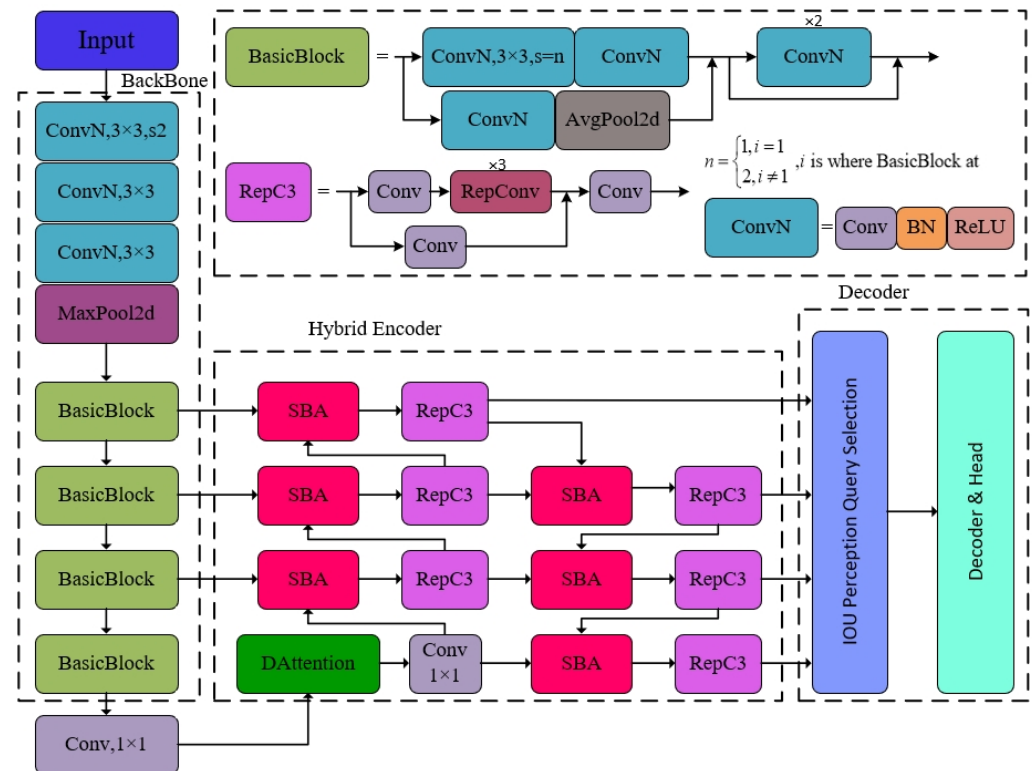 Input
BackBone
ConvN,3×3,s2
ConvN,3×3
ConvN,3×3
MaxPool2d
BasicBlock
BasicBlock
BasicBlock
BasicBlock
Conv,1×1
BasicBlock
=
ConvN,3×3,s=n
ConvN
×2
ConvN
ConvN
AvgPool2d
RepC3
=
Conv
×3
RepConv
Conv
Conv
n = { 1, i = 1
2, i ≠ 1
, i is where BasicBlock at
ConvN
=
Conv
BN
ReLU
Hybrid Encoder
SBA
RepC3
SBA
RepC3
SBA
RepC3
SBA
RepC3
SBA
RepC3
DAttention
Conv
1×1
SBA
RepC3
Decoder
IOU Perception Query Selection
Decoder & Head